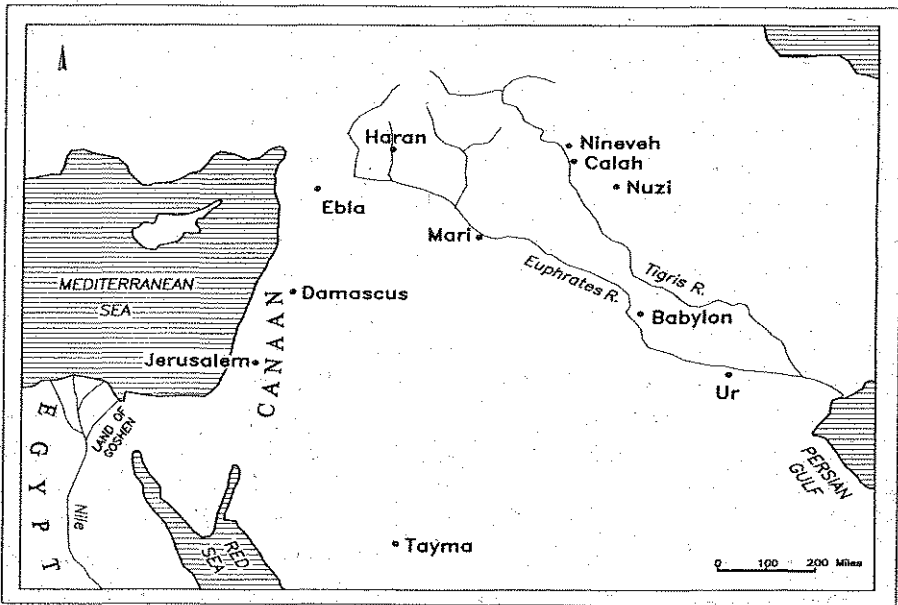 Haran
Nineveh
Calah
Nuzi
Ebla
Mari
MEDITERRANEAN
SEA
Euphrates R.
Tigris R.
Damascus
Babylon
CANAAN
Jerusalem
Ur
EGYPT
LAND OF
GOSHEN
PERSIAN
GULF
Nile
RED
SEA
Tayma
0 100 200 Miles